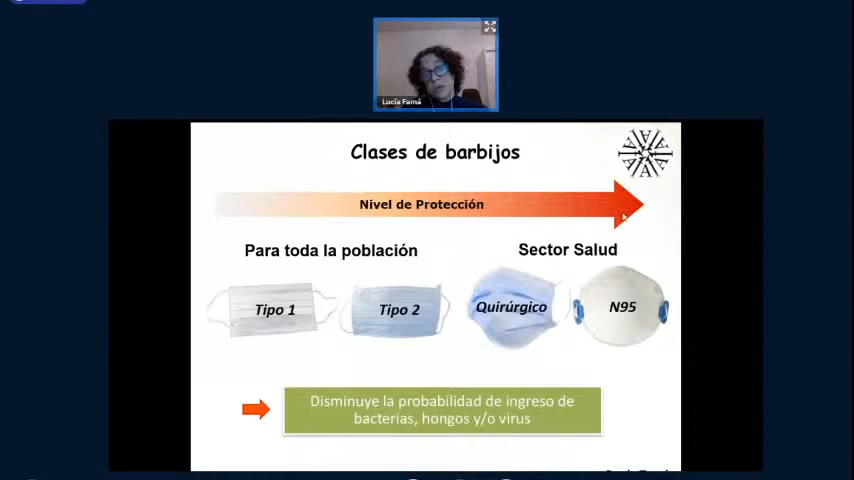 Lucía Famá
Clases de barbijos
Nivel de Protección
Para toda la población
Sector Salud
Tipo 1
Tipo 2
Quirúrgico
N95
Disminuye la probabilidad de ingreso de
bacterias, hongos y/o virus